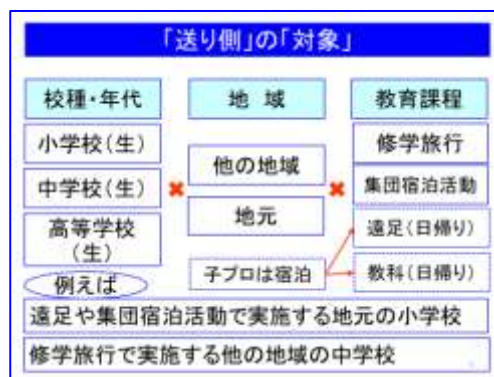 「送り側」の「対象」
校種・年代
地 域
教育課程
小学校(生)
中学校(生)
高等学校
(生)
他の地域
地元
修学旅行
集団宿泊活動
遠足(日帰り)
教科(日帰り)
子プロは宿泊
例えば
遠足や集団宿泊活動で実施する地元の小学校
修学旅行で実施する他の地域の中学校